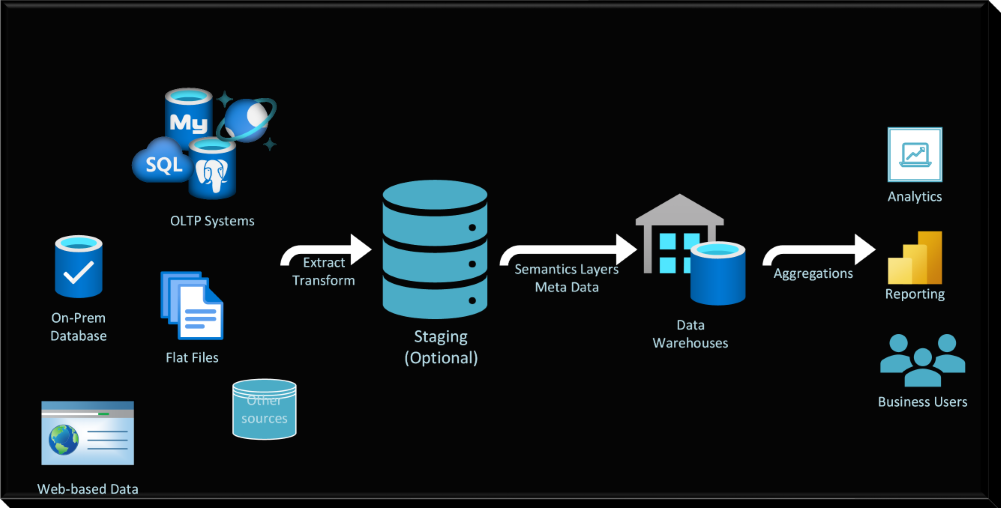 My
SQL
OLTP Systems
On-Prem
Database
Flat Files
Other
sources
Web-based Data
Extract
Transform
Staging
(Optional)
Semantics Layers
Meta Data
Data
Warehouses
Aggregations
Analytics
Reporting
Business Users